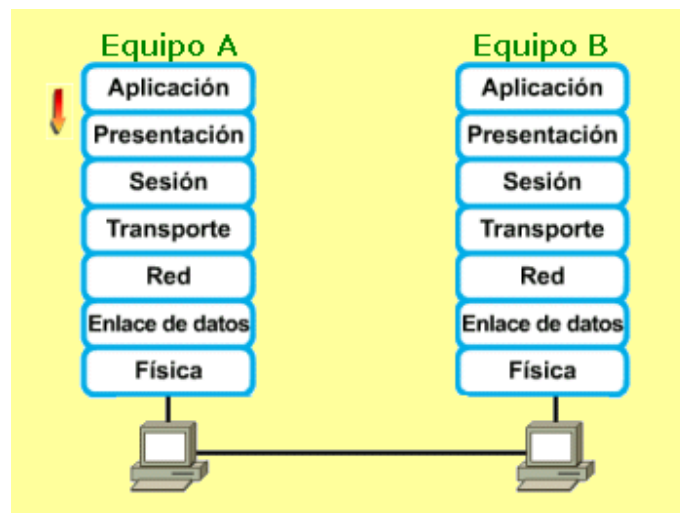 Equipo A
Aplicación
Presentación
Sesión
Transporte
Red
Enlace de datos
Física
Equipo B
Aplicación
Presentación
Sesión
Transporte
Red
Enlace de datos
Física